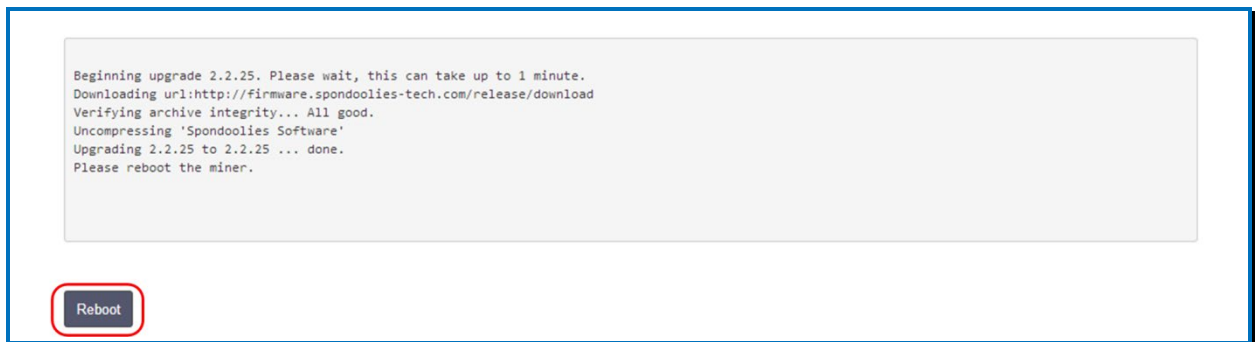 Beginning upgrade 2.2.25. Please wait, this can take up to 1 minute.
Downloading url:http://firmware.spondoolies-tech.com/release/download
Verifying archive integrity... All good.
Uncompressing 'Spondoolies Software'
Upgrading 2.2.25 to 2.2.25 ... done.
Please reboot the miner.
Reboot